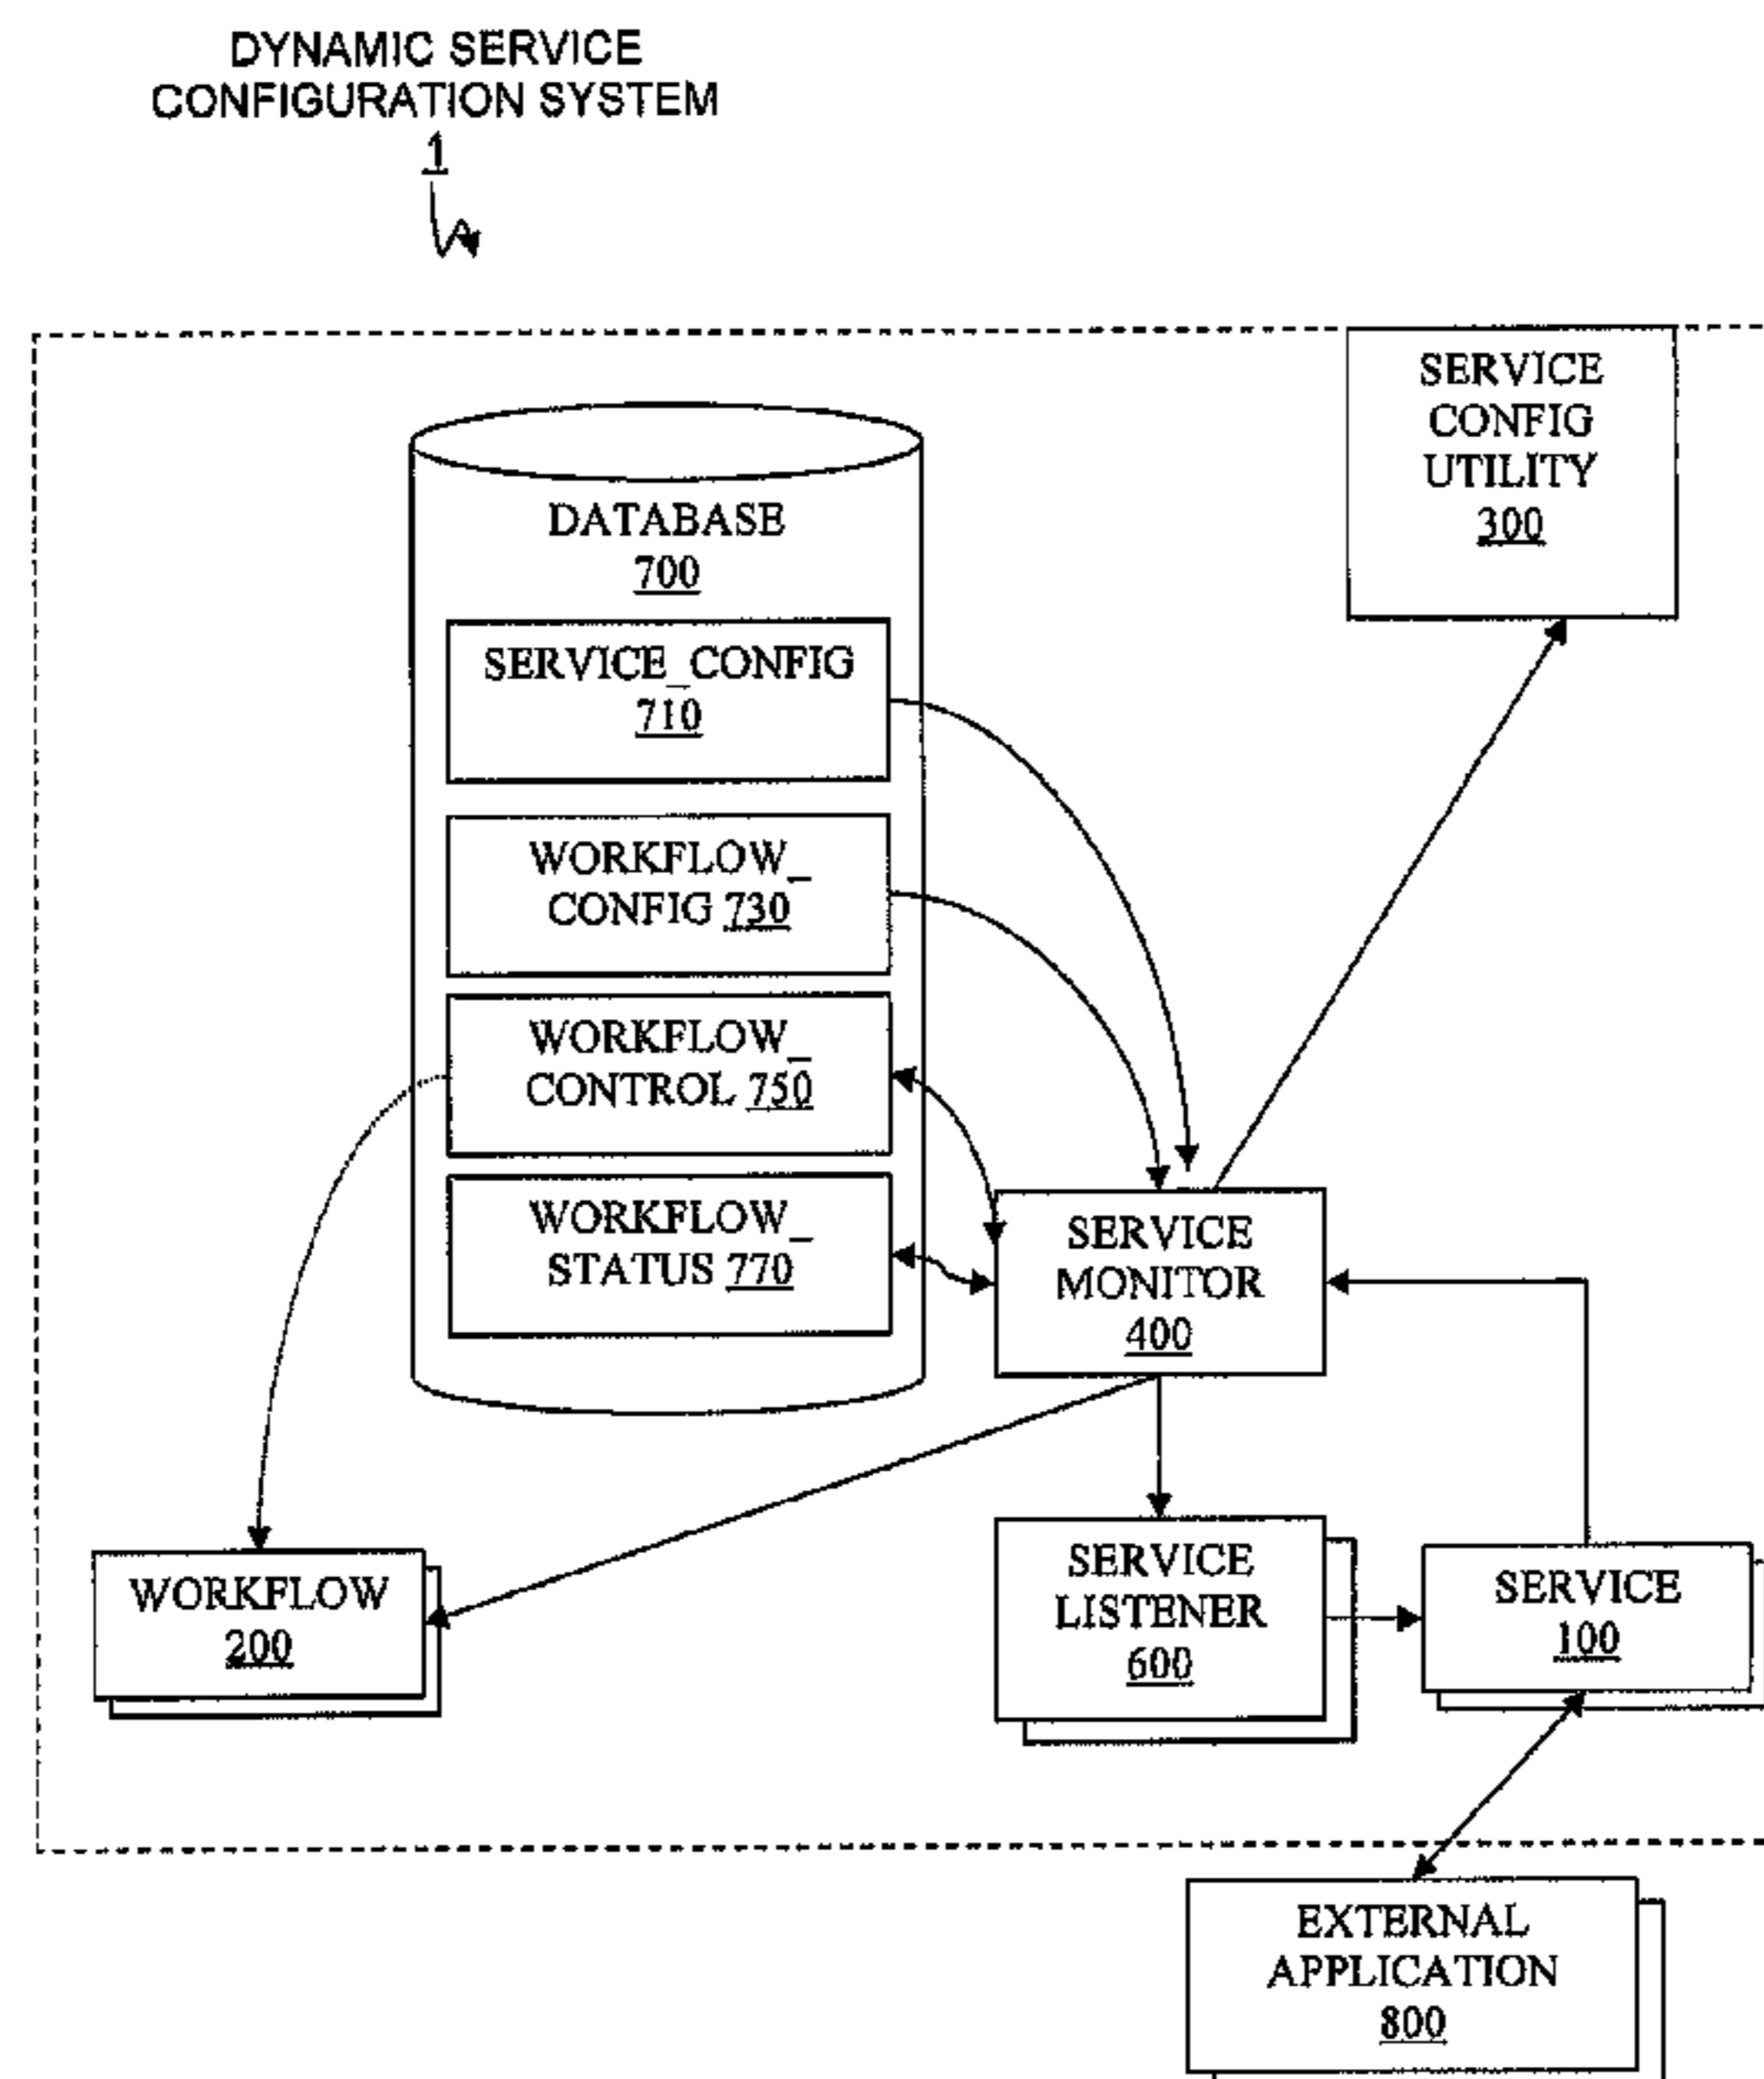 DYNAMIC SERVICE
CONFIGURATION SYSTEM
1
SERVICE
CONFIG
UTILITY
300
DATABASE
700
SERVICE_CONFIG
710
WORKFLOW_
CONFIG 730
WORKFLOW_
CONTROL 750
WORKFLOW_
STATUS 770
SERVICE
MONITOR
400
WORKFLOW
200
SERVICE
LISTENER
600
SERVICE
100
EXTERNAL
APPLICATION
800